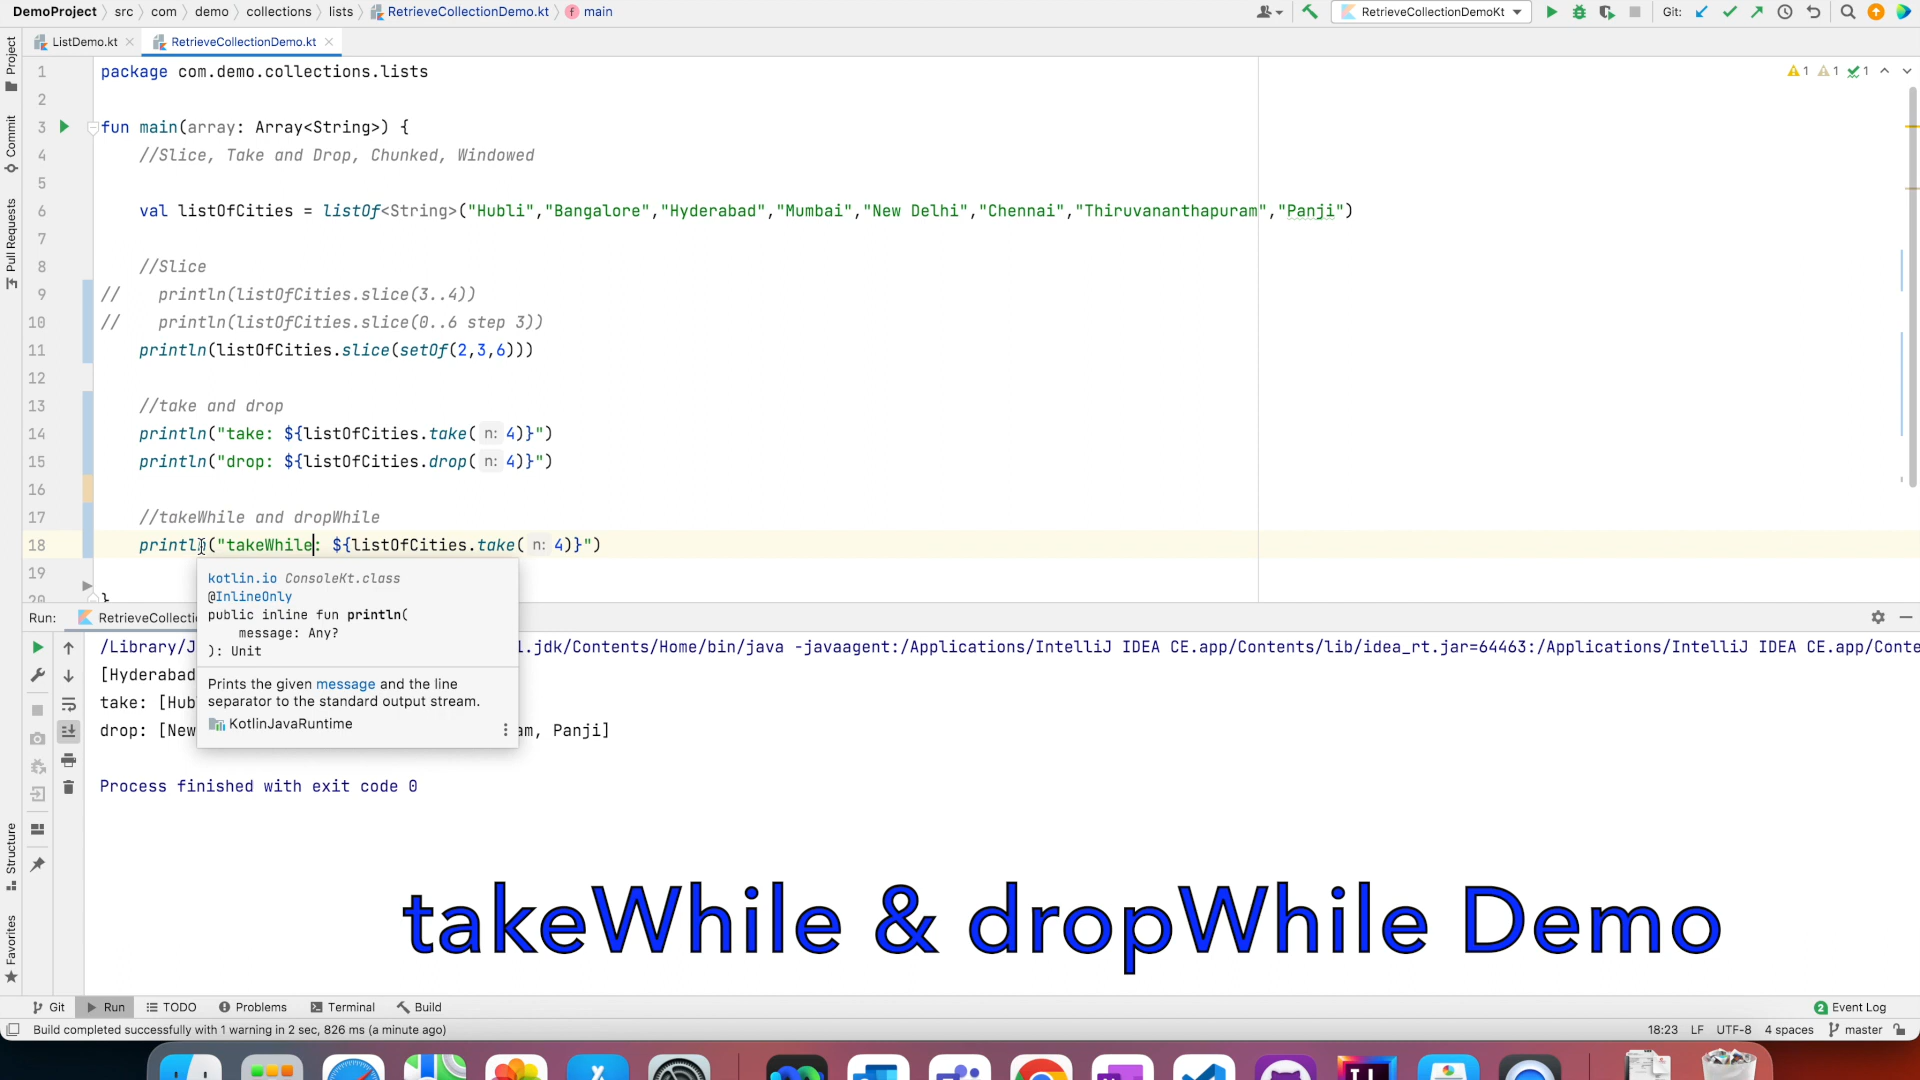 DemoProject src com demo collections lists RetrieveCollectionDemo.kt main RetrieveCollectionDemoKt Git:
ListDemo.kt RetrieveCollectionDemo.kt
Project
Commit
Pull Requests
1 package com.demo.collections.lists
2
3 fun main(array: Array<String>) {
4 //Slice, Take and Drop, Chunked, Windowed
5
6 val listOfCities = listOf<String>("Hubli","Bangalore","Hyderabad","Mumbai","New Delhi","Chennai","Thiruvananthapuram","Panji")
7
8 //Slice
9 // println(listOfCities.slice(3..4))
10 // println(listOfCities.slice(0..6 step 3))
11 println(listOfCities.slice(setOf(2,3,6)))
12
13 //take and drop
14 println("take: ${listOfCities.take( n: 4)}")
15 println("drop: ${listOfCities.drop( n: 4)}")
16
17 //takeWhile and dropWhile
18 println("takeWhile: ${listOfCities.take( n: 4)}")
19
20 }
1 1 1
kotlin.io ConsoleKt.class
@InlineOnly
public inline fun println(
message: Any?
): Unit
Prints the given message and the line
separator to the standard output stream.
KotlinJavaRuntime
Run: RetrieveCollecti
/Library/J 1.jdk/Contents/Home/bin/java -javaagent:/Applications/IntelliJ IDEA CE.app/Contents/lib/idea_rt.jar=64463:/Applications/IntelliJ IDEA CE.app/Conte
[Hyderabad
take: [Hub
drop: [New am, Panji]
Process finished with exit code 0
takeWhile & dropWhile Demo
Structure
Favorites
Git Run TODO Problems Terminal Build 2 Event Log
Build completed successfully with 1 warning in 2 sec, 826 ms (a minute ago) 18:23 LF UTF-8 4 spaces master